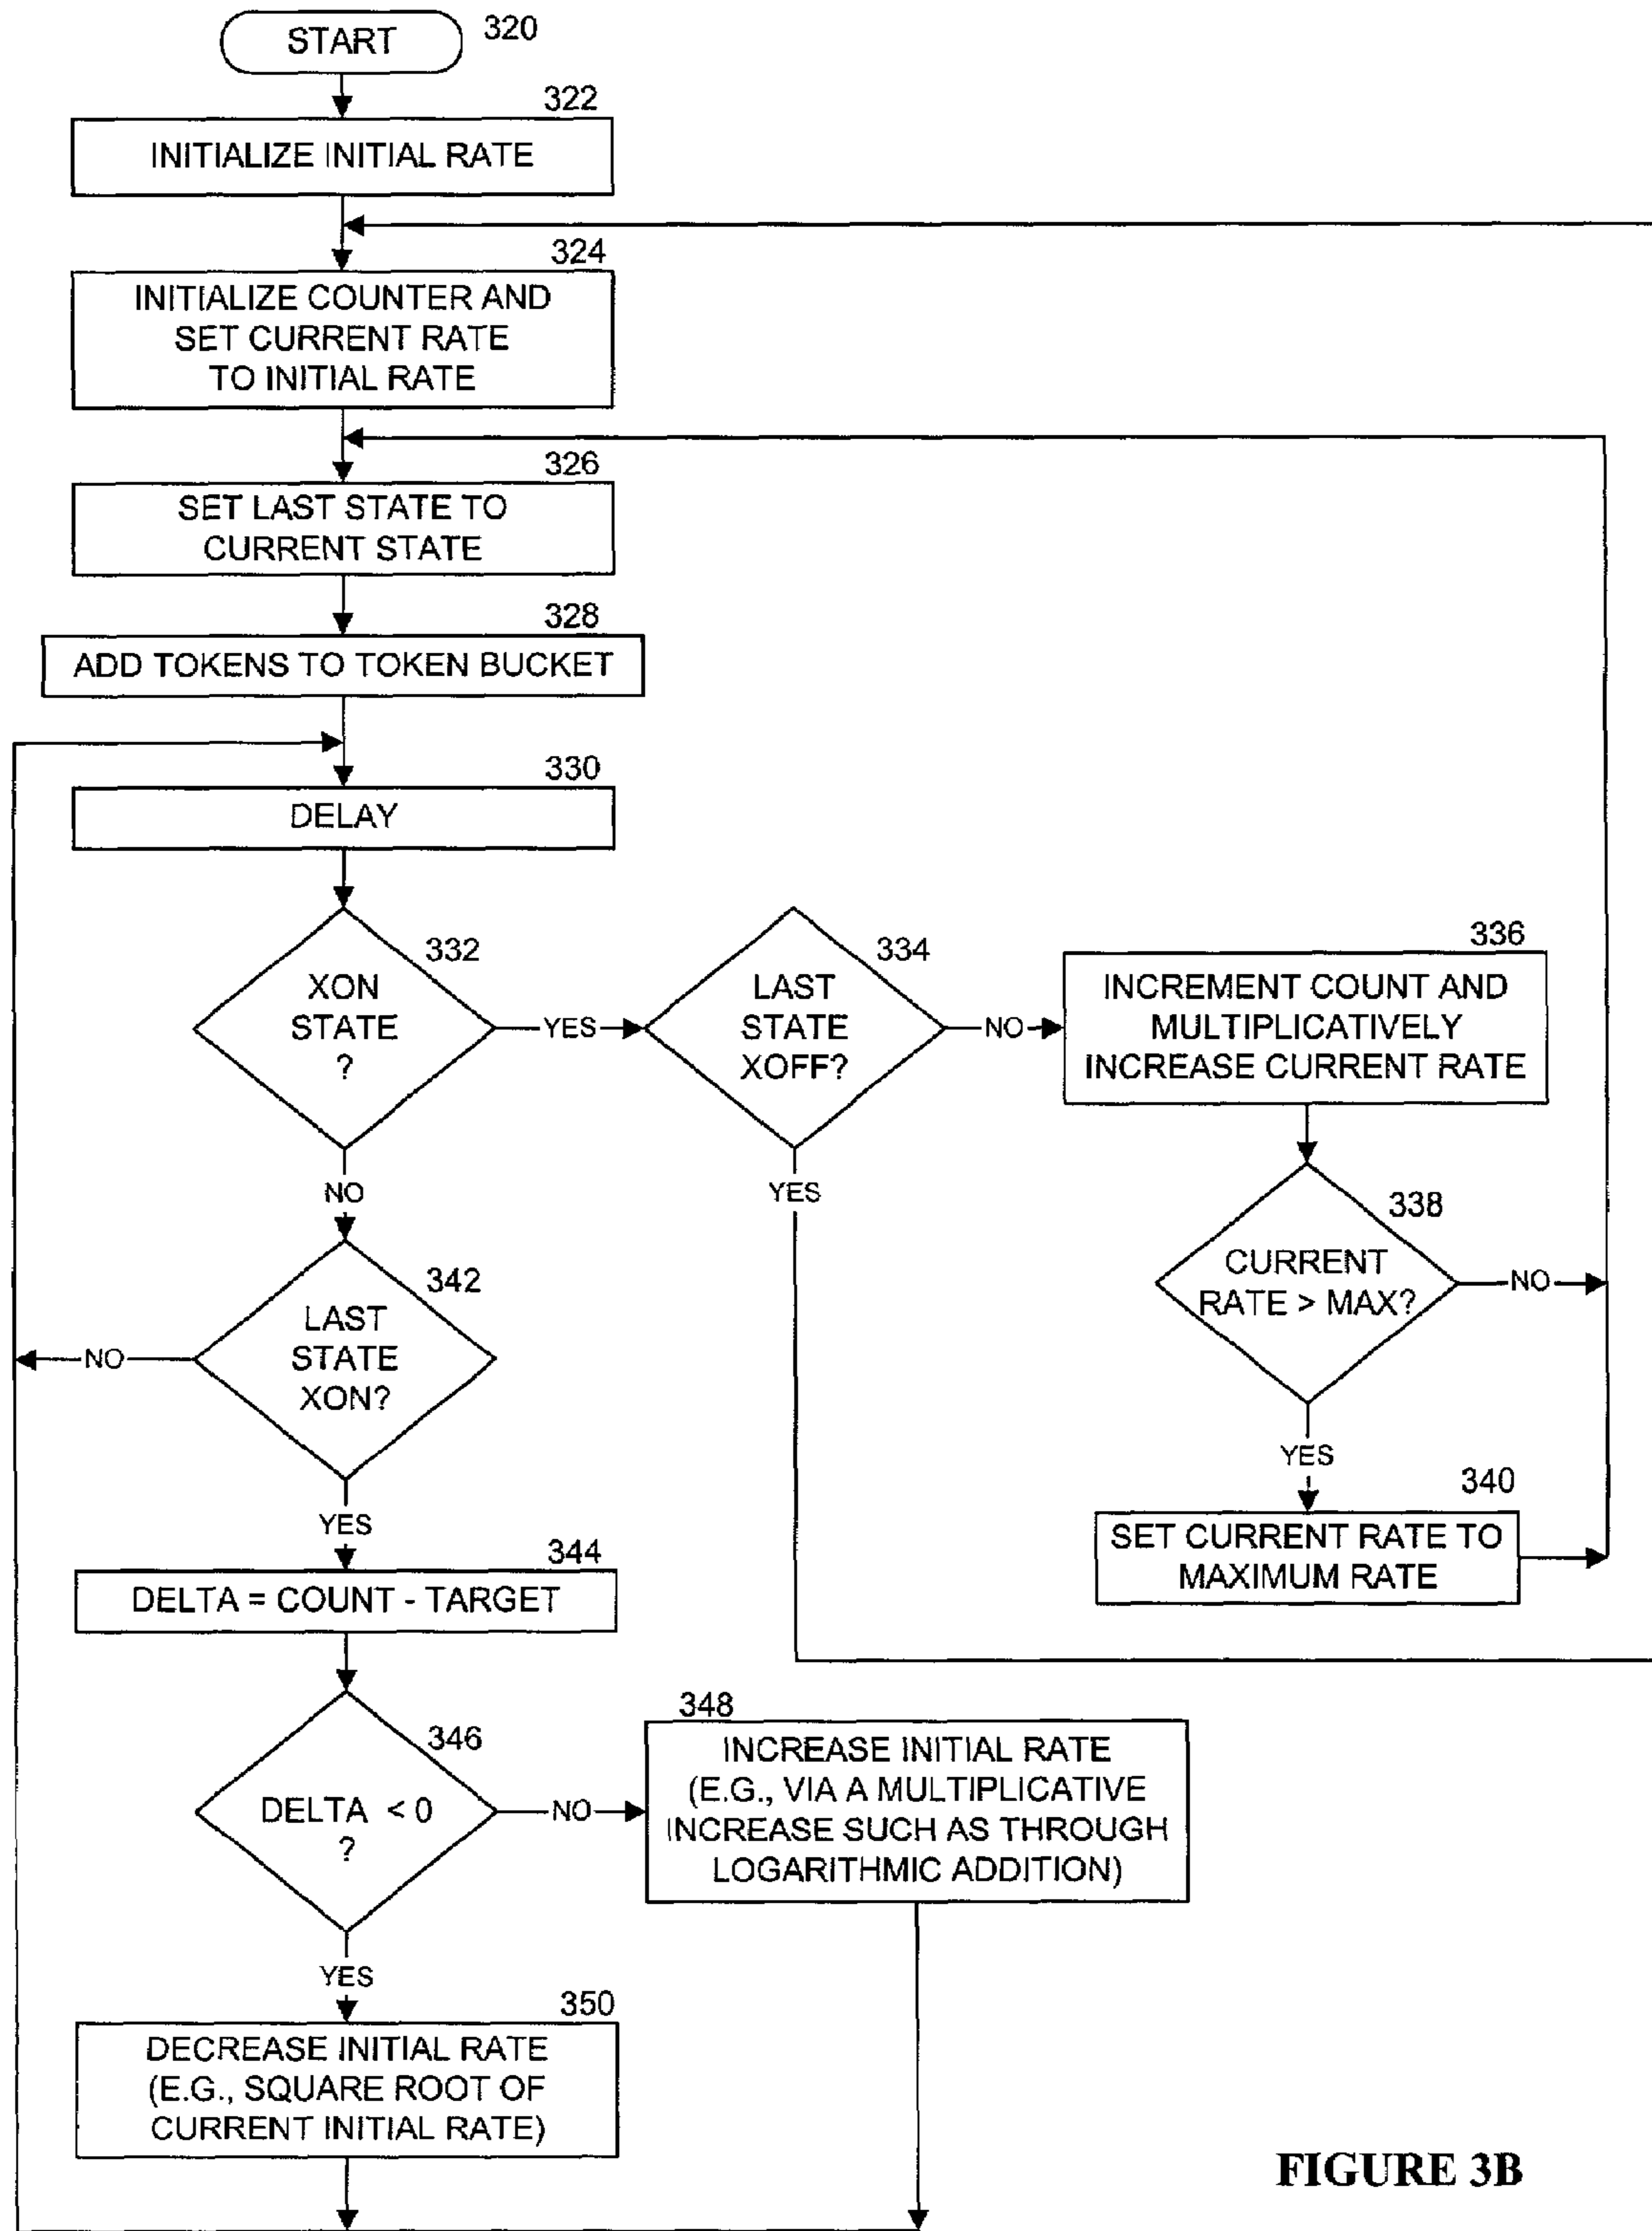 START
320
322
INITIALIZE INITIAL RATE
324
INITIALIZE COUNTER AND
SET CURRENT RATE
TO INITIAL RATE
326
SET LAST STATE TO
CURRENT STATE
328
ADD TOKENS TO TOKEN BUCKET
330
DELAY
332
XON
STATE
?
YES
NO
334
LAST
STATE
XOFF?
NO
YES
336
INCREMENT COUNT AND
MULTIPLICATIVELY
INCREASE CURRENT RATE
338
CURRENT
RATE > MAX?
NO
YES
340
SET CURRENT RATE TO
MAXIMUM RATE
342
LAST
STATE
XON?
NO
YES
344
DELTA = COUNT - TARGET
346
DELTA < 0
?
NO
YES
348
INCREASE INITIAL RATE
(E.G., VIA A MULTIPLICATIVE
INCREASE SUCH AS THROUGH
LOGARITHMIC ADDITION)
350
DECREASE INITIAL RATE
(E.G., SQUARE ROOT OF
CURRENT INITIAL RATE)
FIGURE 3B